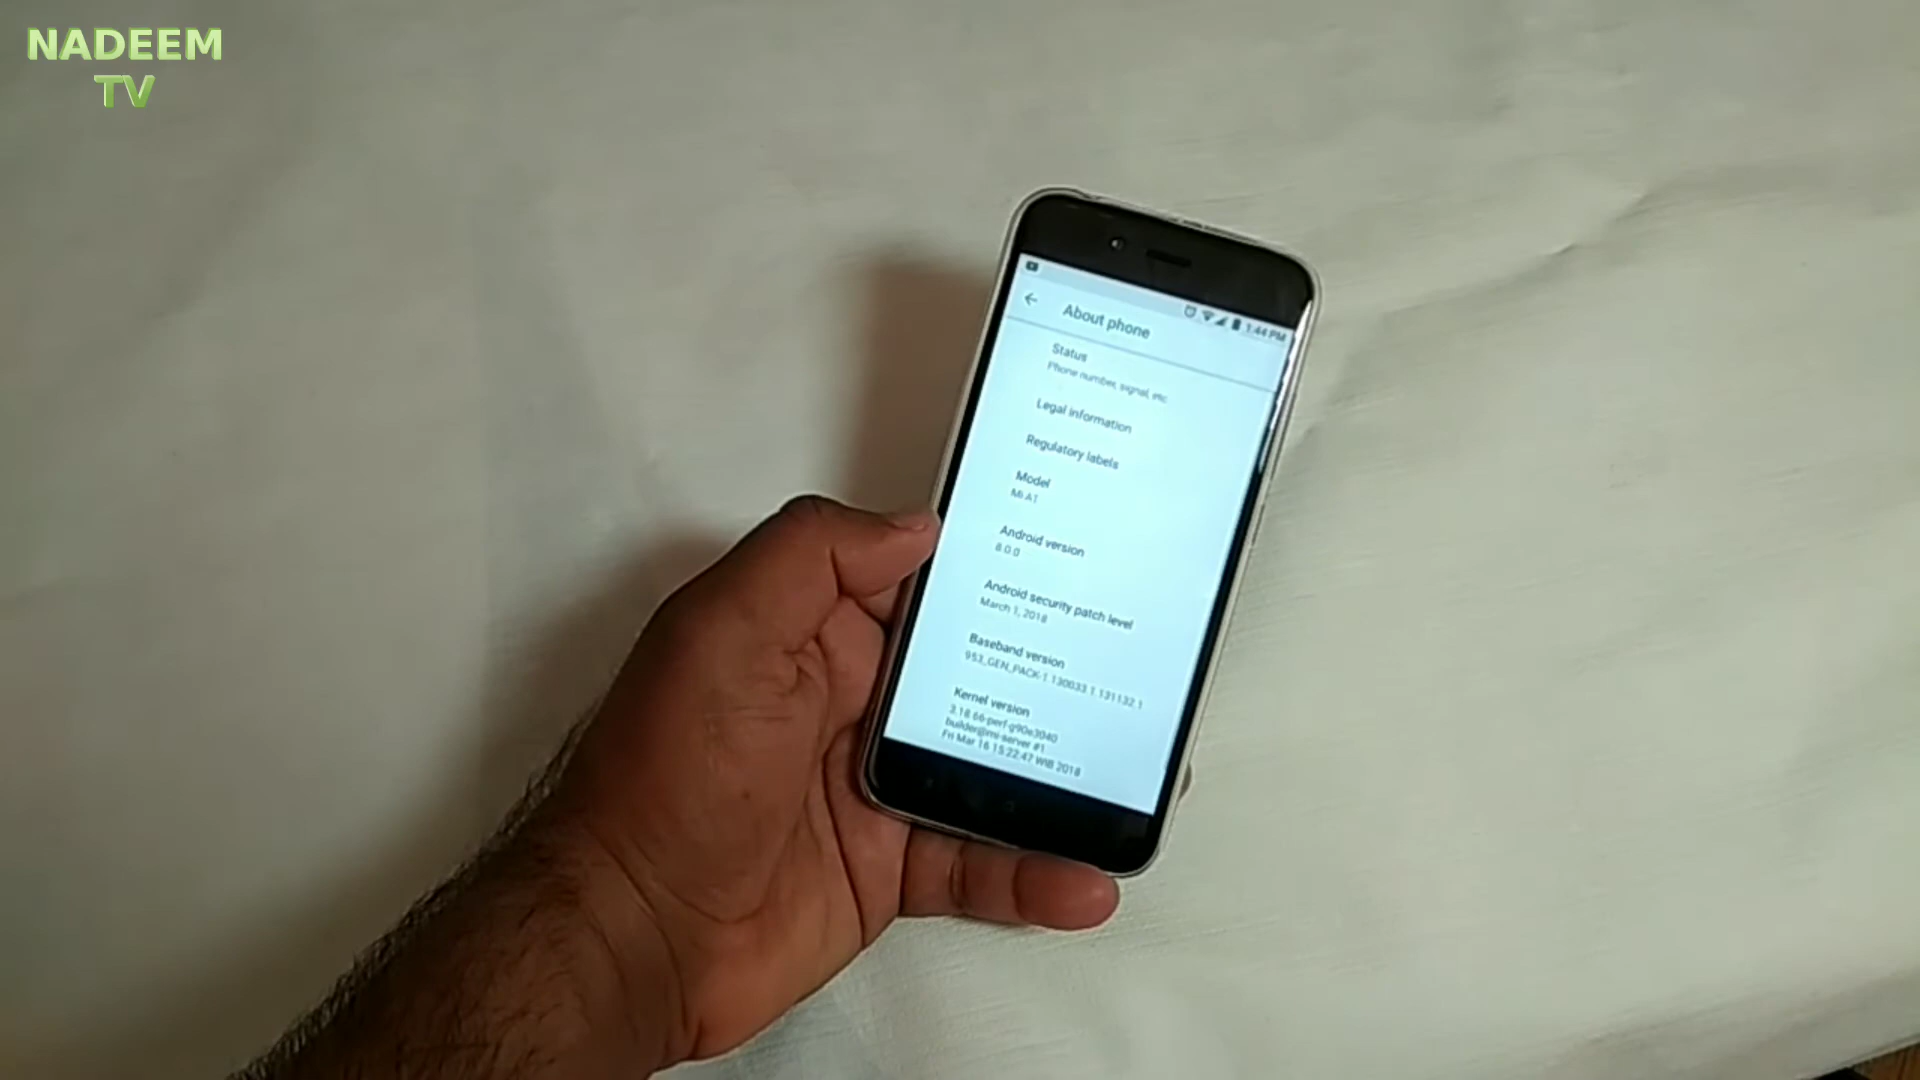 NADEEM
TV
1:44 PM
About phone
Status
Phone number, signal, etc
Legal information
Regulatory labels
Model
Mi A1
Android version
8.0.0
Android security patch level
March 1, 2018
Baseband version
953_GEN_PACK-1.130033.1.131132.1
Kernel version
3.18.66-perf-g90e3040
builder@mi-server #1
Fri Mar 16 15:22:47 WIB 2018